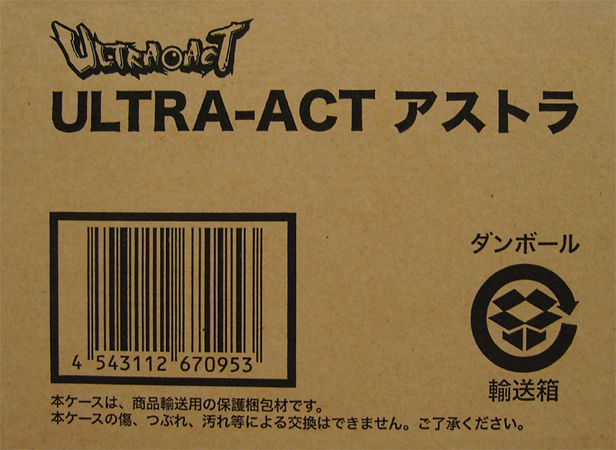 ULTRA-ACT
ULTRA-ACT アストラ
ダンボール
4 543112 670953
輸送箱
本ケースは、商品輸送用の保護梱包材です。
本ケースの傷、つぶれ、汚れ等による交換はできません。ご了承ください。